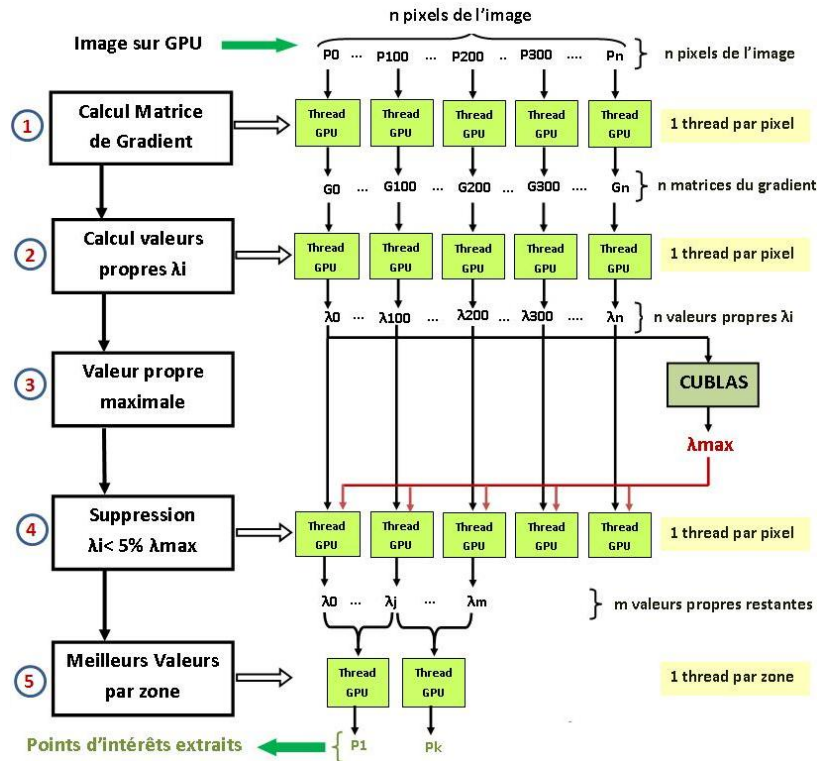 n pixels de l'image
Image sur GPU
P0 ... P100 ... P200 .. P300 .... Pn
n pixels de l'image
1
Calcul Matrice
de Gradient
Thread
GPU
Thread
GPU
Thread
GPU
Thread
GPU
Thread
GPU
1 thread par pixel
G0 ... G100 ... G200 ... G300 .... Gn
n matrices du gradient
2
Calcul valeurs
propres λi
Thread
GPU
Thread
GPU
Thread
GPU
Thread
GPU
Thread
GPU
1 thread par pixel
λ0 ... λ100 ... λ200 ... λ300 .... λn
n valeurs propres λi
3
Valeur propre
maximale
CUBLAS
λmax
4
Suppression
λi< 5% λmax
Thread
GPU
Thread
GPU
Thread
GPU
Thread
GPU
Thread
GPU
1 thread par pixel
λ0 ... λj ... λm
m valeurs propres restantes
5
Meilleurs Valeurs
par zone
Thread
GPU
Thread
GPU
1 thread par zone
Points d'intérêts extraits
P1
Pk